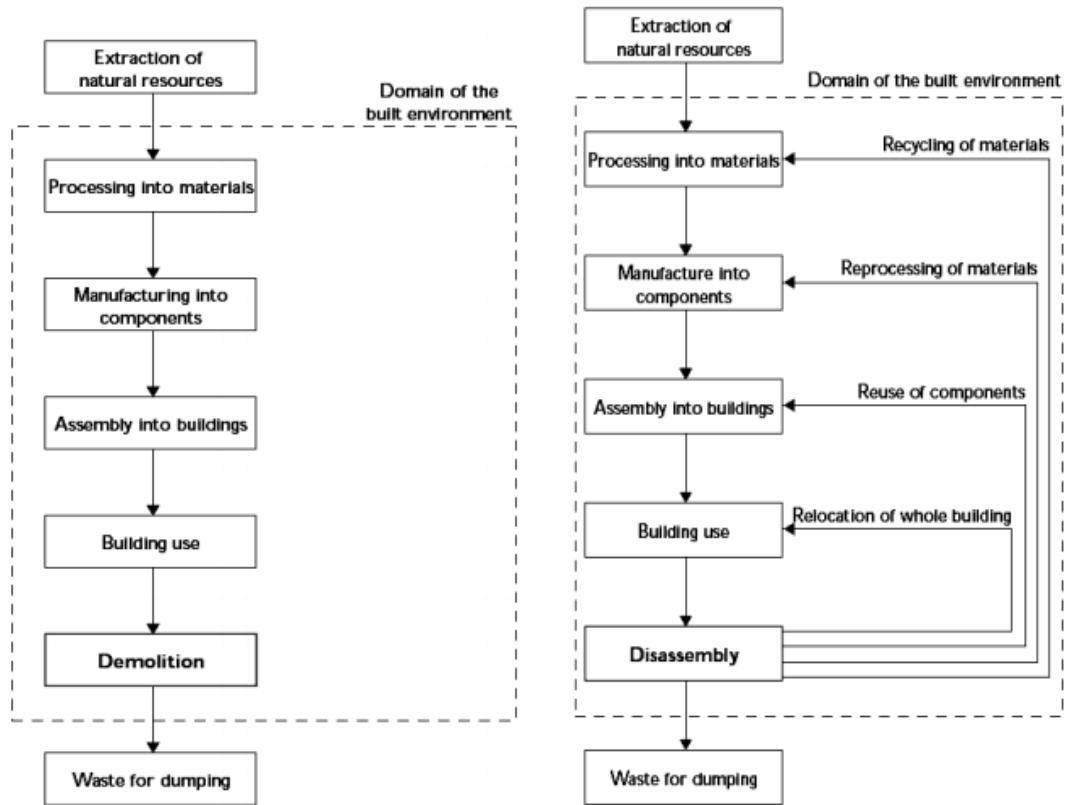 Extraction of
natural resources
Domain of the
built environment
Processing into materials
Manufacturing into
components
Assembly into buildings
Building use
Demolition
Waste for dumping
Extraction of
natural resources
Domain of the built environment
Recycling of materials
Processing into materials
Manufacture into
components
Reprocessing of materials
Reuse of components
Assembly into buildings
Relocation of whole building
Building use
Disassembly
Waste for dumping